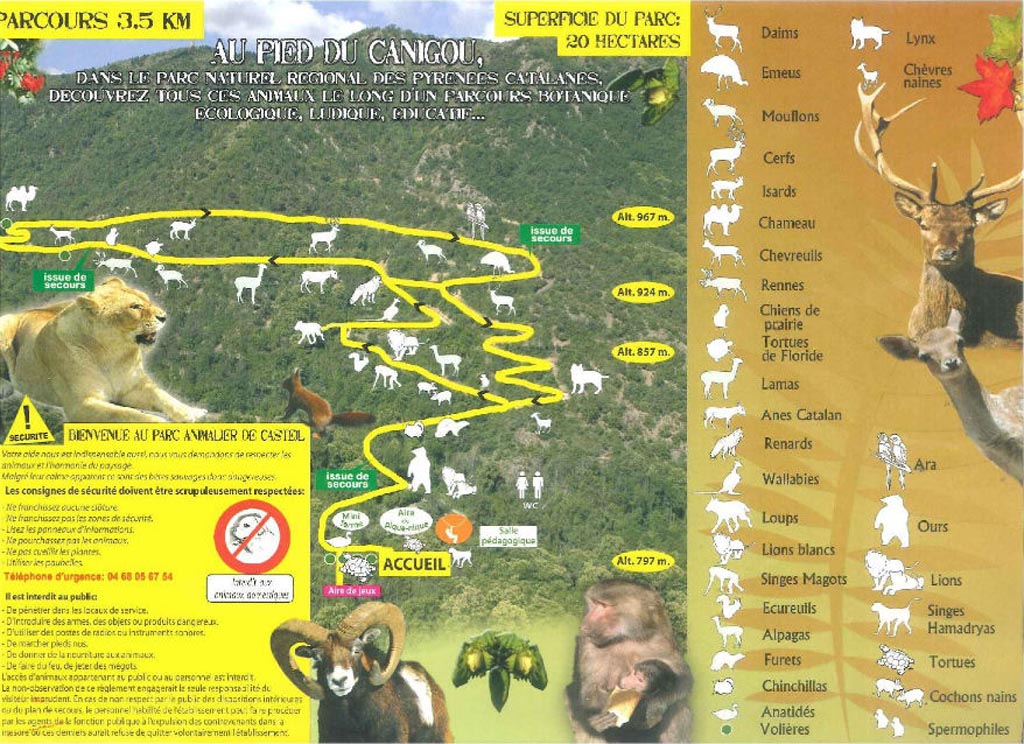 PARCOURS 3.5 KM
SUPERFICIE DU PARC:
20 HECTARES
AU PIED DU CANIGOU,
DANS LE PARC NATUREL REGIONAL DES PYRENEES CATALANES,
DECOUVREZ TOUS CES ANIMAUX LE LONG D'UN PARCOURS BOTANIQUE
ECOLOGIQUE, LUDIQUE, EDUCATIF...
Alt. 967 m.
issue de
secours
issue de
secours
Alt. 924 m.
Alt. 857 m.
issue de
secours
WC
Mini
ferme
Aire
de
Pique-nique
Salle
pédagogique
ACCUEIL
Alt. 797 m.
Aire de jeux
!
SECURITE
BIENVENUE AU PARC ANIMALIER DE CASTEIL
Votre aide nous est indispensable aussi, nous vous demandons de respecter les
animaux et l'harmonie du paysage.
Malgré leur calme apparent ce sont des bêtes sauvages donc dangereuses.
Les consignes de sécurité doivent être scrupuleusement respectées:
- Ne franchissez aucune clôture.
- Ne franchissez pas les zones de sécurité.
- Lisez les panneaux d'informations.
- Ne pourchassez pas les animaux.
- Ne pas cueillir les plantes.
- Utiliser les poubelles.
Téléphone d'urgence: 04 68 05 67 54
Interdit aux
animaux domestiques
Il est interdit au public:
- De pénétrer dans les locaux de service.
- D'introduire des armes, des objets ou produits dangereux.
- D'utiliser des postes de radios ou instruments sonores.
- De marcher pieds nus.
- De donner de la nourriture aux animaux.
- De faire du feu, de jeter des mégots.
L'accès d'animaux appartenant au public ou au personnel est interdit.
La non-observation de ce règlement engagerait la seule responsabilité du
visiteur imprudent. En cas de non respect par le public des dispositions intérieures
ou du plan de secours, le personnel habilité de l'établissement peut faire procéder
par les agents de la fonction publique à l'expulsion des contrevenants dans la
mesure où ces derniers aurait refusé de quitter volontairement l'établissement.
Daims
Emeus
Mouflons
Cerfs
Isards
Chameau
Chevreuils
Rennes
Chiens de
prairie
Tortues
de Floride
Lamas
Anes Catalan
Renards
Wallabies
Loups
Lions blancs
Singes Magots
Ecureuils
Alpagas
Furets
Chinchillas
Anatidés
Volières
Lynx
Chèvres
naines
Ara
Ours
Lions
Singes
Hamadryas
Tortues
Cochons nains
Spermophiles